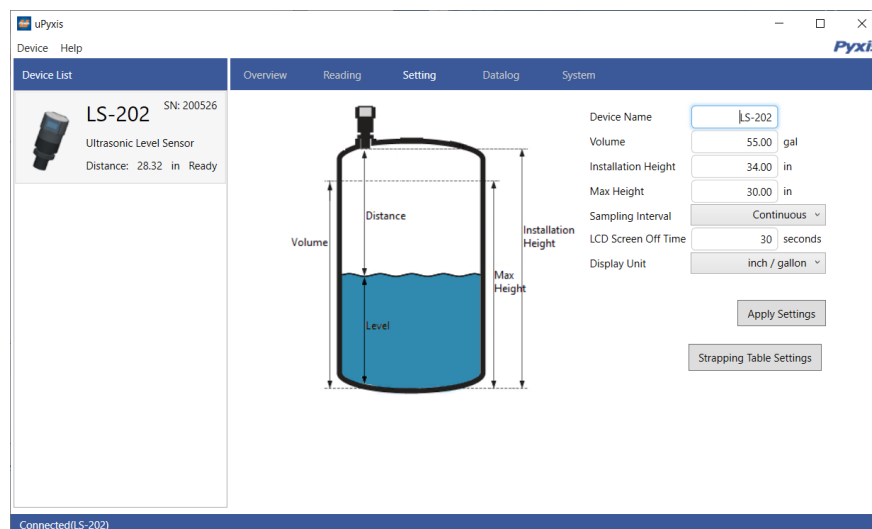 uPyxis
Device Help
Pyxis
Device List
Overview Reading Setting Datalog System
LS-202 SN: 200526
Ultrasonic Level Sensor
Distance: 28.32 in Ready
Distance
Volume
Installation
Height
Max
Height
Level
Device Name LS-202
Volume 55.00 gal
Installation Height 34.00 in
Max Height 30.00 in
Sampling Interval Continuous
LCD Screen Off Time 30 seconds
Display Unit inch / gallon
Apply Settings
Strapping Table Settings
Connected(LS-202)